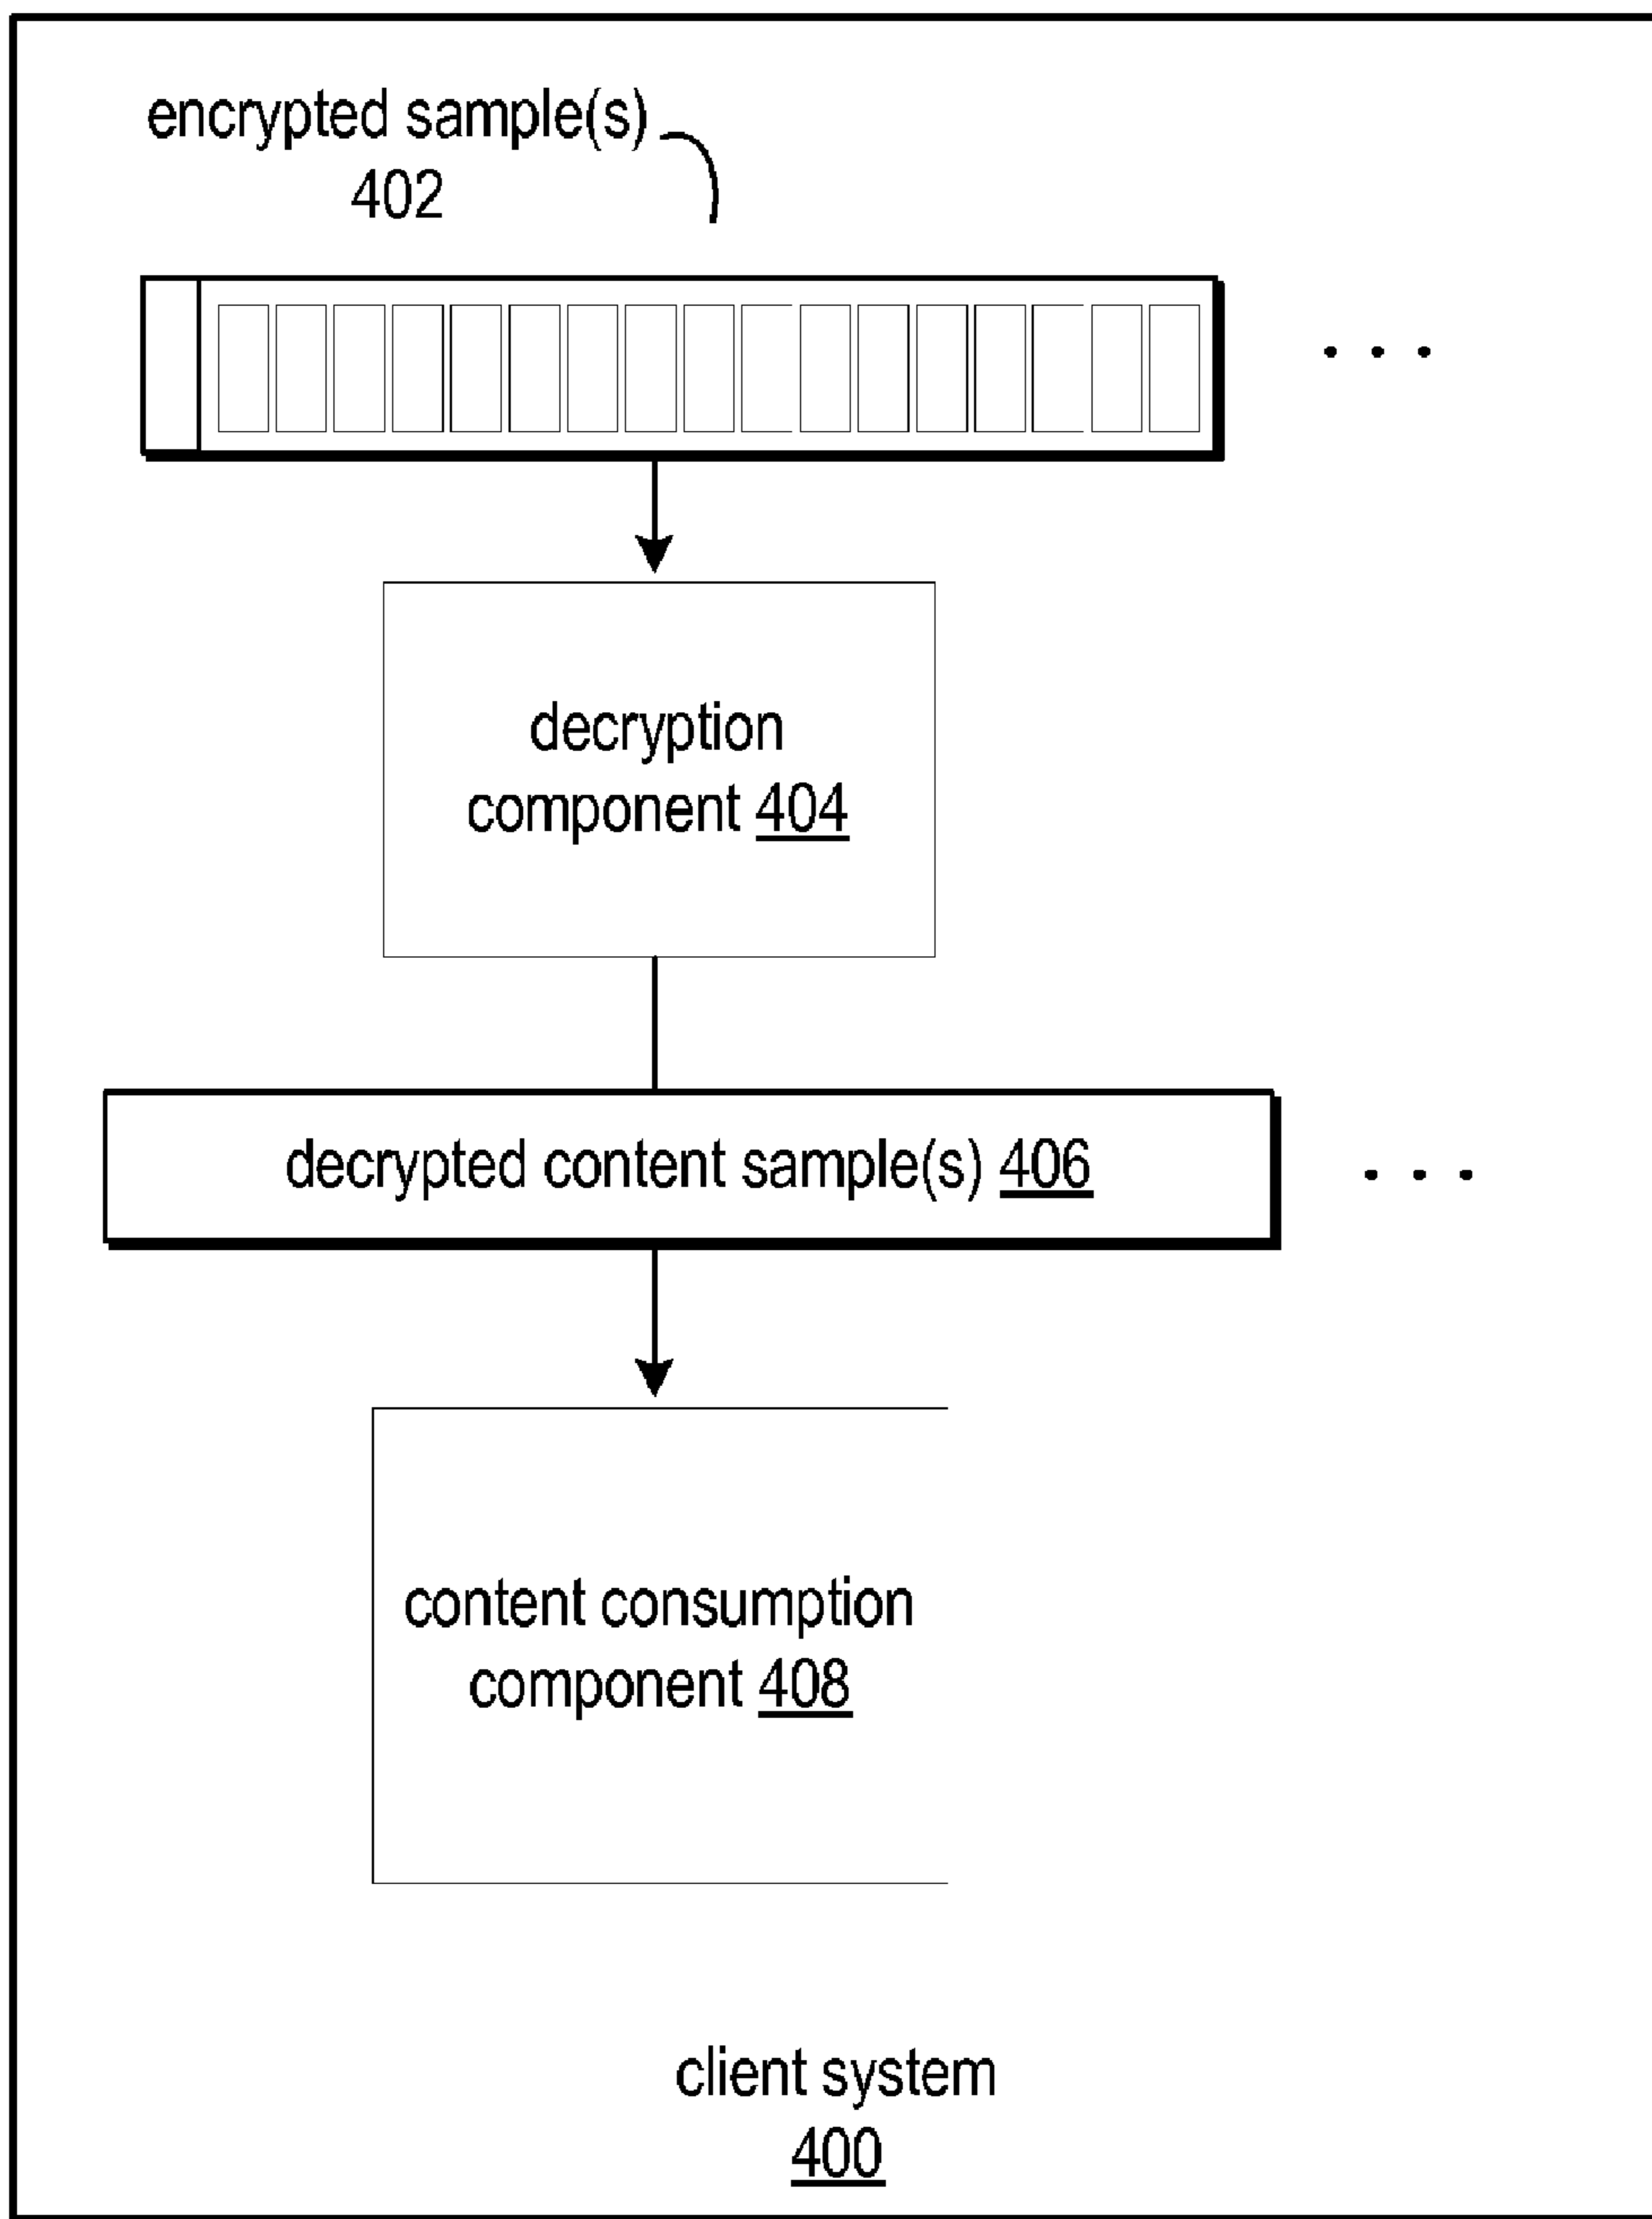 encrypted sample(s)
402
. . .
decryption
component 404
decrypted content sample(s) 406
. . .
content consumption
component 408
client system
400